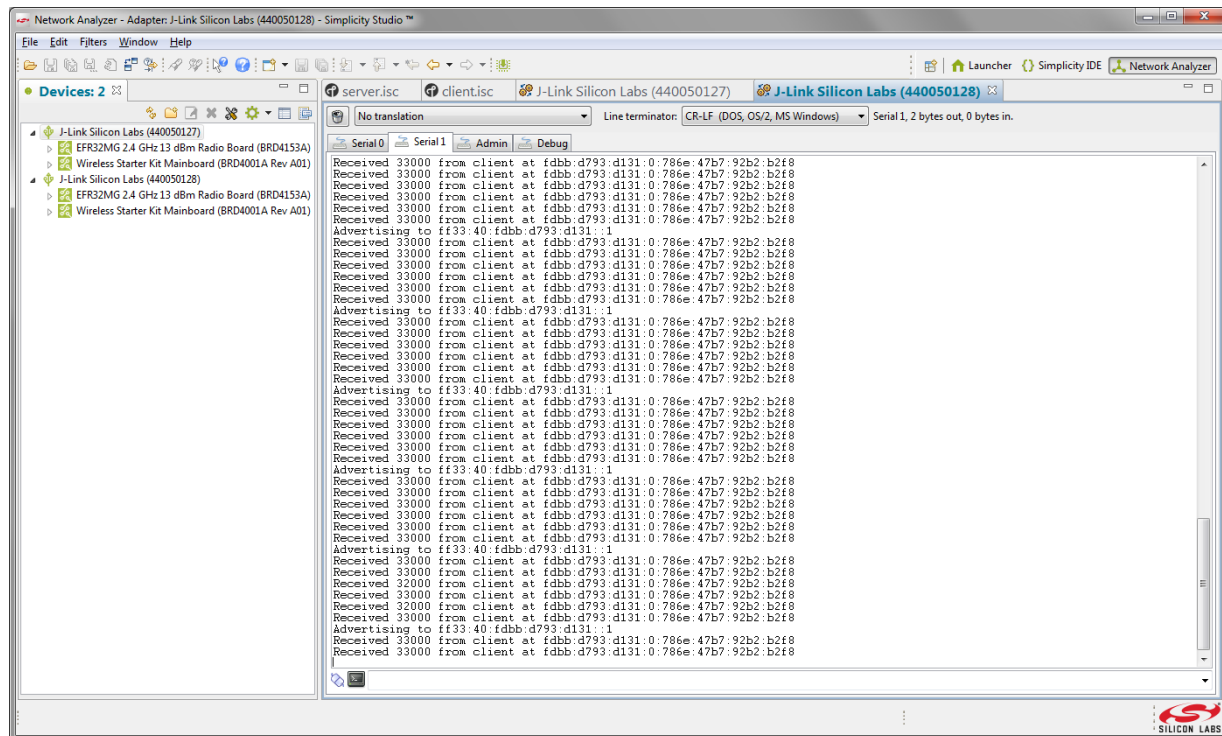 Network Analyzer - Adapter: J-Link Silicon Labs (440050128) - Simplicity Studio ™
File Edit Filters Window Help
Launcher {} Simplicity IDE Network Analyzer
Devices: 2
server.isc client.isc J-Link Silicon Labs (440050127) J-Link Silicon Labs (440050128)
No translation Line terminator: CR-LF (DOS, OS/2, MS Windows) Serial 1, 2 bytes out, 0 bytes in.
J-Link Silicon Labs (440050127)
EFR32MG 2.4 GHz 13 dBm Radio Board (BRD4153A)
Wireless Starter Kit Mainboard (BRD4001A Rev A01)
J-Link Silicon Labs (440050128)
EFR32MG 2.4 GHz 13 dBm Radio Board (BRD4153A)
Wireless Starter Kit Mainboard (BRD4001A Rev A01)
Serial 0 Serial 1 Admin Debug
Received 33000 from client at fdbb:d793:d131:0:786e:47b7:92b2:b2f8
Received 33000 from client at fdbb:d793:d131:0:786e:47b7:92b2:b2f8
Received 33000 from client at fdbb:d793:d131:0:786e:47b7:92b2:b2f8
Received 33000 from client at fdbb:d793:d131:0:786e:47b7:92b2:b2f8
Received 33000 from client at fdbb:d793:d131:0:786e:47b7:92b2:b2f8
Received 33000 from client at fdbb:d793:d131:0:786e:47b7:92b2:b2f8
Advertising to ff33:40:fdbb:d793:d131::1
Received 33000 from client at fdbb:d793:d131:0:786e:47b7:92b2:b2f8
Received 33000 from client at fdbb:d793:d131:0:786e:47b7:92b2:b2f8
Received 33000 from client at fdbb:d793:d131:0:786e:47b7:92b2:b2f8
Received 33000 from client at fdbb:d793:d131:0:786e:47b7:92b2:b2f8
Received 33000 from client at fdbb:d793:d131:0:786e:47b7:92b2:b2f8
Received 33000 from client at fdbb:d793:d131:0:786e:47b7:92b2:b2f8
Advertising to ff33:40:fdbb:d793:d131::1
Received 33000 from client at fdbb:d793:d131:0:786e:47b7:92b2:b2f8
Received 33000 from client at fdbb:d793:d131:0:786e:47b7:92b2:b2f8
Received 33000 from client at fdbb:d793:d131:0:786e:47b7:92b2:b2f8
Received 33000 from client at fdbb:d793:d131:0:786e:47b7:92b2:b2f8
Received 33000 from client at fdbb:d793:d131:0:786e:47b7:92b2:b2f8
Received 33000 from client at fdbb:d793:d131:0:786e:47b7:92b2:b2f8
Advertising to ff33:40:fdbb:d793:d131::1
Received 33000 from client at fdbb:d793:d131:0:786e:47b7:92b2:b2f8
Received 33000 from client at fdbb:d793:d131:0:786e:47b7:92b2:b2f8
Received 33000 from client at fdbb:d793:d131:0:786e:47b7:92b2:b2f8
Received 33000 from client at fdbb:d793:d131:0:786e:47b7:92b2:b2f8
Received 33000 from client at fdbb:d793:d131:0:786e:47b7:92b2:b2f8
Received 33000 from client at fdbb:d793:d131:0:786e:47b7:92b2:b2f8
Advertising to ff33:40:fdbb:d793:d131::1
Received 33000 from client at fdbb:d793:d131:0:786e:47b7:92b2:b2f8
Received 33000 from client at fdbb:d793:d131:0:786e:47b7:92b2:b2f8
Received 33000 from client at fdbb:d793:d131:0:786e:47b7:92b2:b2f8
Received 33000 from client at fdbb:d793:d131:0:786e:47b7:92b2:b2f8
Received 33000 from client at fdbb:d793:d131:0:786e:47b7:92b2:b2f8
Received 33000 from client at fdbb:d793:d131:0:786e:47b7:92b2:b2f8
Advertising to ff33:40:fdbb:d793:d131::1
Received 33000 from client at fdbb:d793:d131:0:786e:47b7:92b2:b2f8
Received 33000 from client at fdbb:d793:d131:0:786e:47b7:92b2:b2f8
Received 32000 from client at fdbb:d793:d131:0:786e:47b7:92b2:b2f8
Received 33000 from client at fdbb:d793:d131:0:786e:47b7:92b2:b2f8
Received 32000 from client at fdbb:d793:d131:0:786e:47b7:92b2:b2f8
Received 33000 from client at fdbb:d793:d131:0:786e:47b7:92b2:b2f8
Advertising to ff33:40:fdbb:d793:d131::1
Received 33000 from client at fdbb:d793:d131:0:786e:47b7:92b2:b2f8
Received 33000 from client at fdbb:d793:d131:0:786e:47b7:92b2:b2f8
SILICON LABS